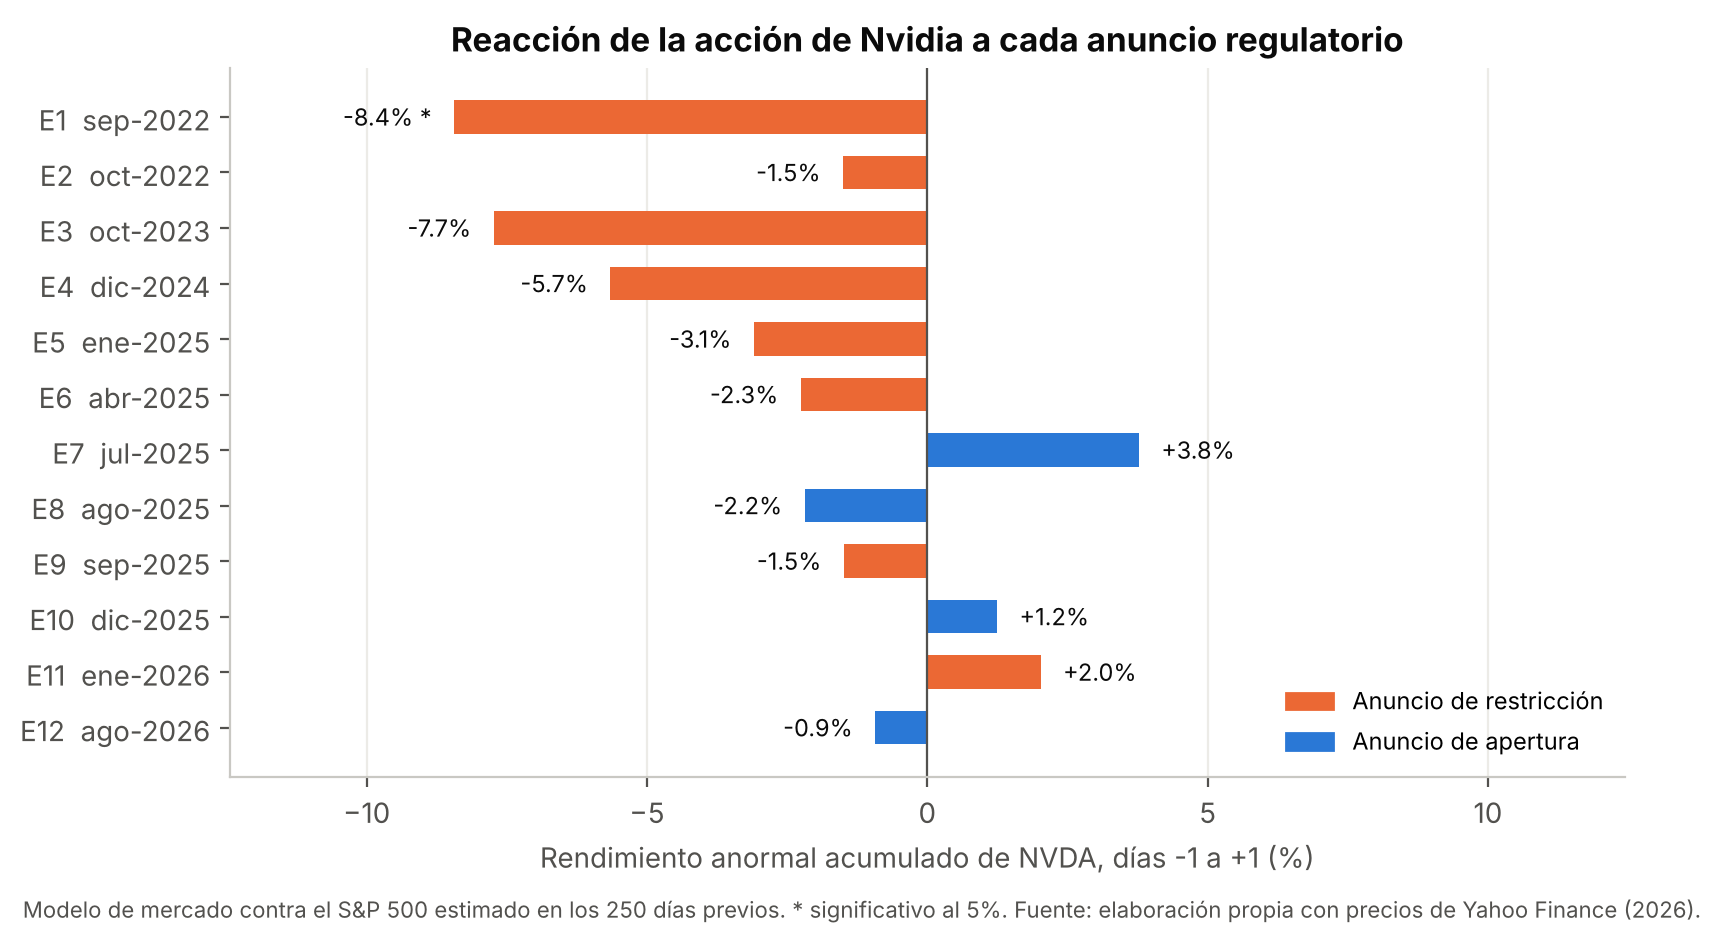 Reacción de la acción de Nvidia a cada anuncio regulatorio
E1 sep-2022 -8.4% *
E2 oct-2022 -1.5%
E3 oct-2023 -7.7%
E4 dic-2024 -5.7%
E5 ene-2025 -3.1%
E6 abr-2025 -2.3%
E7 jul-2025 +3.8%
E8 ago-2025 -2.2%
E9 sep-2025 -1.5%
E10 dic-2025 +1.2%
E11 ene-2026 +2.0%
E12 ago-2026 -0.9%
Anuncio de restricción
Anuncio de apertura
−10 −5 0 5 10
Rendimiento anormal acumulado de NVDA, días -1 a +1 (%)
Modelo de mercado contra el S&P 500 estimado en los 250 días previos. * significativo al 5%. Fuente: elaboración propia con precios de Yahoo Finance (2026).